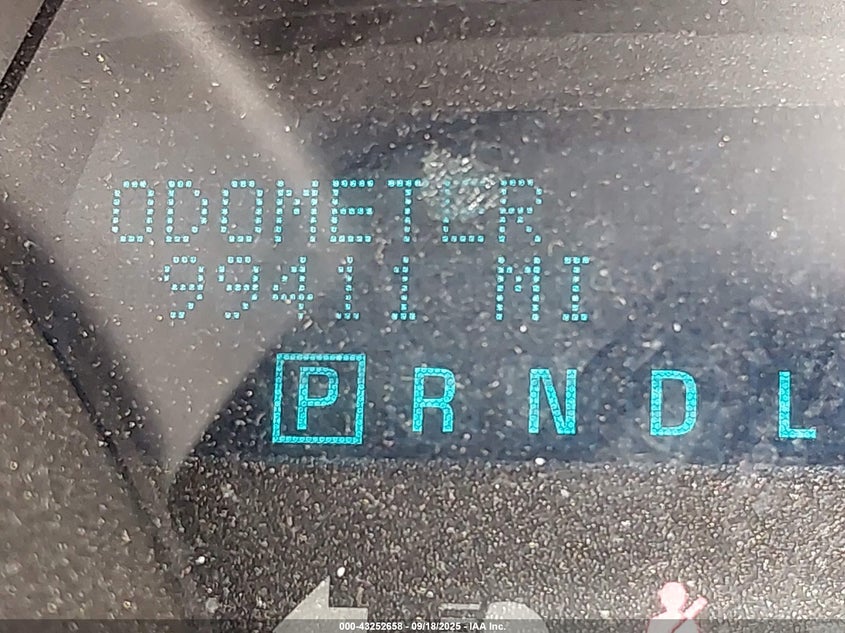 ODOMETER
99411 MI
P R N D L
000-43252658 - 09/18/2025 - IAA Inc.